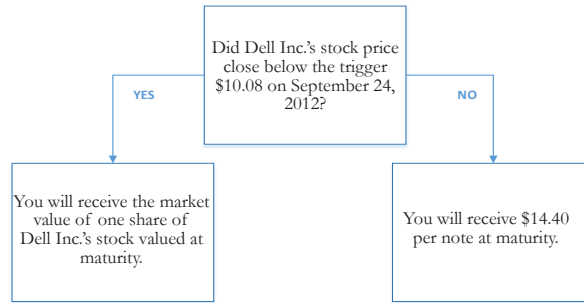 Did Dell Inc.'s stock price
close below the trigger
$10.08 on September 24,
2012?
YES
NO
You will receive the market
value of one share of
Dell Inc.'s stock valued at
maturity.
You will receive $14.40
per note at maturity.